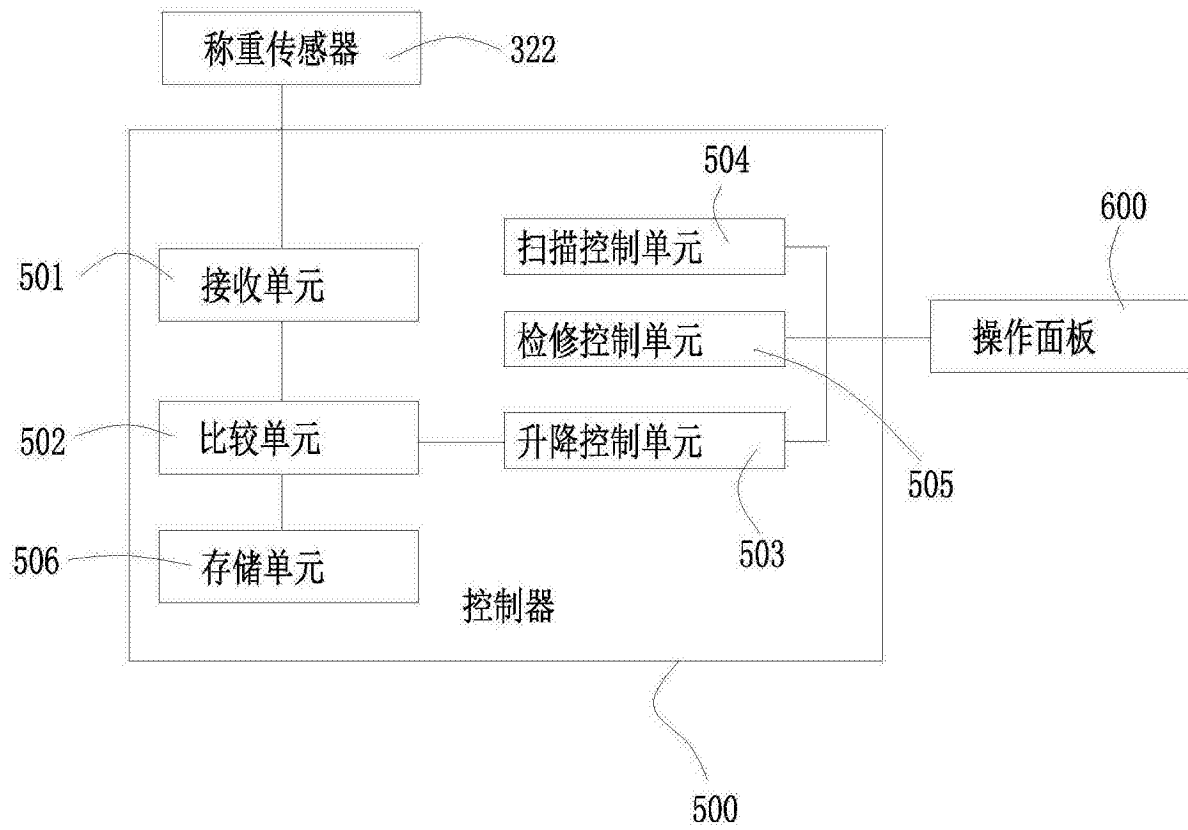 称重传感器
322
504
600
扫描控制单元
501
接收单元
检修控制单元
操作面板
502
比较单元
升降控制单元
505
503
506
存储单元
控制器
500